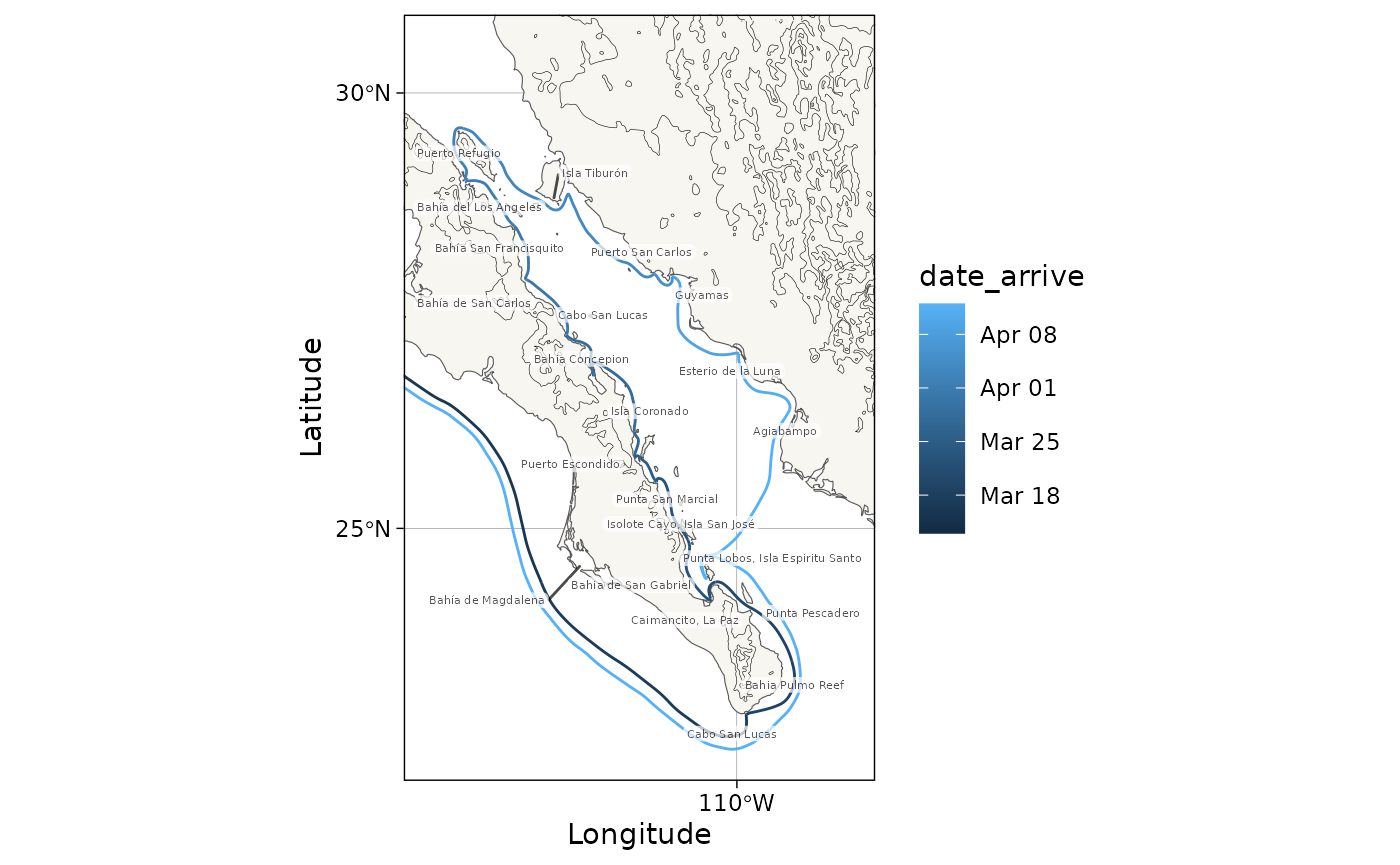 30°N
Puerto Refugio
Isla Tiburón
Bahía del Los Angeles
Bahía San Francisquito
Puerto San Carlos
Guyamas
Bahía de San Carlos
Cabo San Lucas
Bahía Concepion
Esterio de la Luna
Isla Coronado
Agiabampo
Puerto Escondido
Punta San Marcial
Isolote Cayo, Isla San José
25°N
Punta Lobos, Isla Espiritu Santo
Bahía de San Gabriel
Bahía de Magdalena
Punta Pescadero
Caimancito, La Paz
Bahia Pulmo Reef
Cabo San Lucas
110°W
Longitude
Latitude
date_arrive
Apr 08
Apr 01
Mar 25
Mar 18